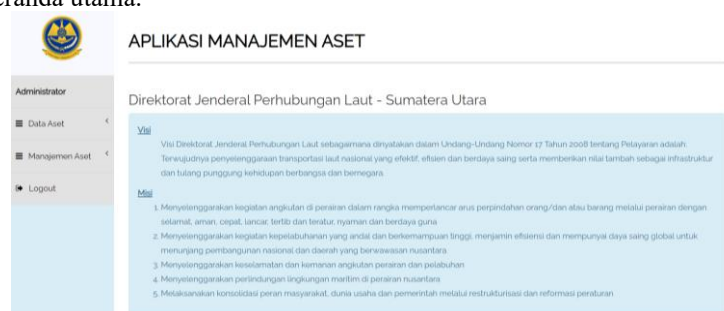 eranda utama.
APLIKASI MANAJEMEN ASET
Administrator
Data Aset
Manajemen Aset
Logout
Direktorat Jenderal Perhubungan Laut - Sumatera Utara
Visi
Visi Direktorat Jenderal Perhubungan Laut sebagaimana dinyatakan dalam Undang-Undang Nomor 17 Tahun 2008 tentang Pelayaran adalah:
Terwujudnya penyelenggaraan transportasi laut nasional yang efektif, efisien dan berdaya saing serta memberikan nilai tambah sebagai infrastruktur
dan tulang punggung kehidupan berbangsa dan bernegara.
Misi
1. Menyelenggarakan kegiatan angkutan di perairan dalam rangka memperlancar arus perpindahan orang/dan atau barang melalui perairan dengan
selamat, aman, cepat, lancar, tertib dan teratur, nyaman dan berdaya guna
2. Menyelenggarakan kegiatan kepelabuhanan yang andal dan berkemampuan tinggi, menjamin efisiensi dan mempunyai daya saing global untuk
menunjang pembangunan nasional dan daerah yang berwawasan nusantara.
3. Menyelenggarakan keselamatan dan kemanan angkutan perairan dan pelabuhan
4. Menyelenggarakan perlindungan lingkungan maritim di perairan nusantara
5. Melaksanakan konsolidasi peran masyarakat, dunia usaha dan pemerintah melalui restrukturisasi dan reformasi peraturan